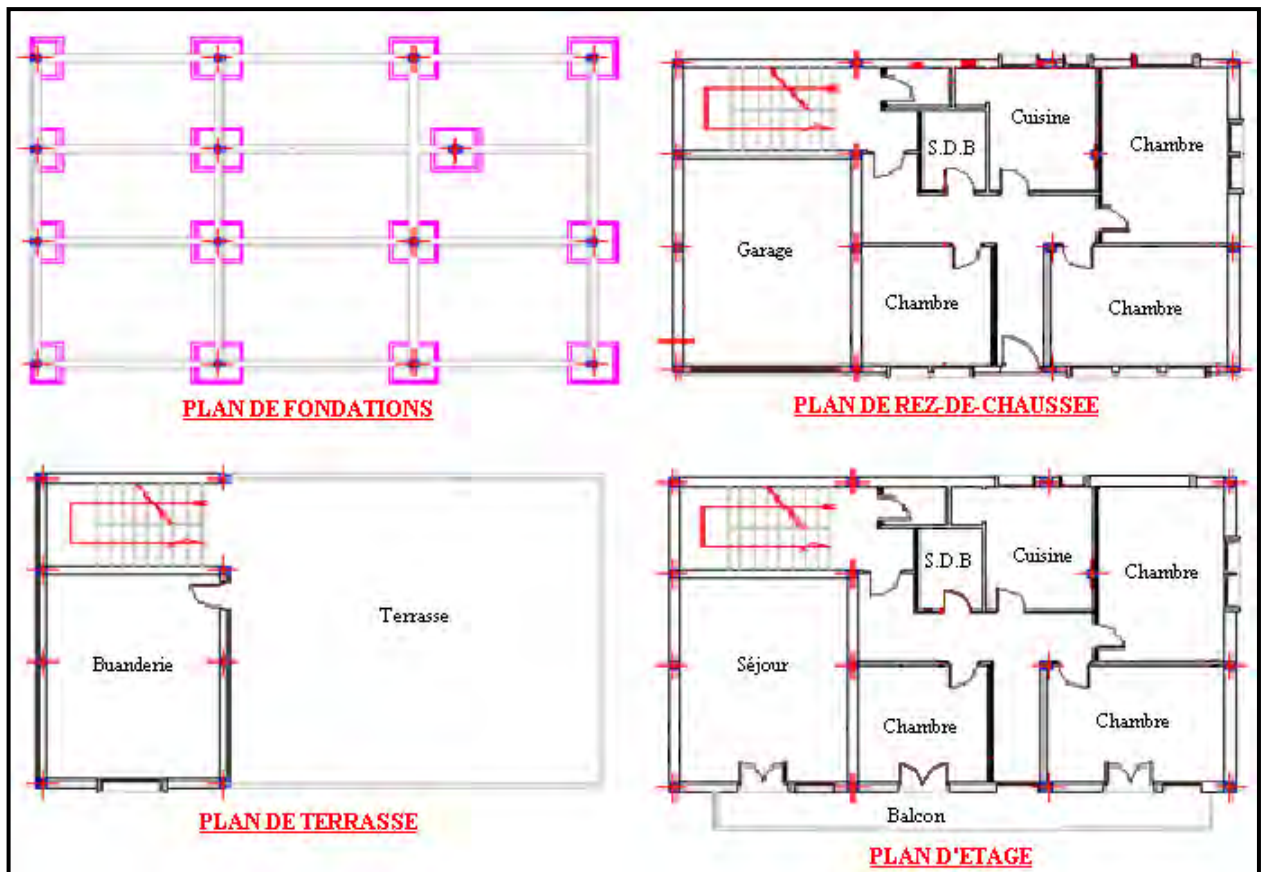 PLAN DE FONDATIONS
Cuisine
S.D.B
Chambre
Garage
Chambre
Chambre
PLAN DE REZ-DE-CHAUSSEE
Terrasse
Buanderie
PLAN DE TERRASSE
S.D.B
Cuisine
Chambre
Séjour
Chambre
Chambre
Balcon
PLAN D'ETAGE